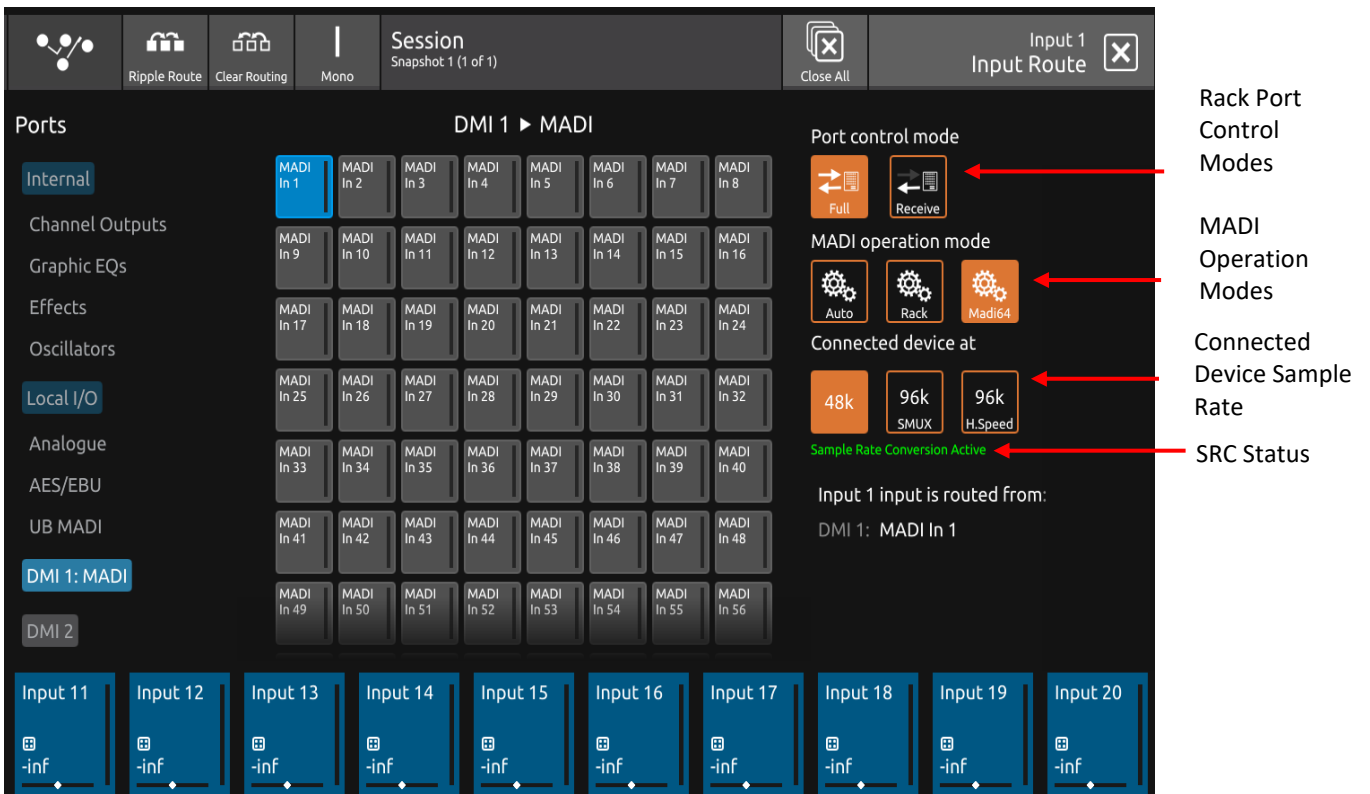 Ripple Route
Clear Routing
Mono
Session
Snapshot 1 (1 of 1)
Close All
Input 1
Input Route
Ports
Internal
Channel Outputs
Graphic EQs
Effects
Oscillators
Local I/O
Analogue
AES/EBU
UB MADI
DMI 1: MADI
DMI 2
DMI 1 ▶ MADI
MADI In 1 MADI In 2 MADI In 3 MADI In 4 MADI In 5 MADI In 6 MADI In 7 MADI In 8
MADI In 9 MADI In 10 MADI In 11 MADI In 12 MADI In 13 MADI In 14 MADI In 15 MADI In 16
MADI In 17 MADI In 18 MADI In 19 MADI In 20 MADI In 21 MADI In 22 MADI In 23 MADI In 24
MADI In 25 MADI In 26 MADI In 27 MADI In 28 MADI In 29 MADI In 30 MADI In 31 MADI In 32
MADI In 33 MADI In 34 MADI In 35 MADI In 36 MADI In 37 MADI In 38 MADI In 39 MADI In 40
MADI In 41 MADI In 42 MADI In 43 MADI In 44 MADI In 45 MADI In 46 MADI In 47 MADI In 48
MADI In 49 MADI In 50 MADI In 51 MADI In 52 MADI In 53 MADI In 54 MADI In 55 MADI In 56
Port control mode
Full
Receive
MADI operation mode
Auto
Rack
Madi64
Connected device at
48k
96k
SMUX
96k
H.Speed
Sample Rate Conversion Active
Input 1 input is routed from:
DMI 1: MADI In 1
Rack Port
Control
Modes
MADI
Operation
Modes
Connected
Device Sample
Rate
SRC Status
Input 11 Input 12 Input 13 Input 14 Input 15 Input 16 Input 17 Input 18 Input 19 Input 20
-inf -inf -inf -inf -inf -inf -inf -inf -inf -inf